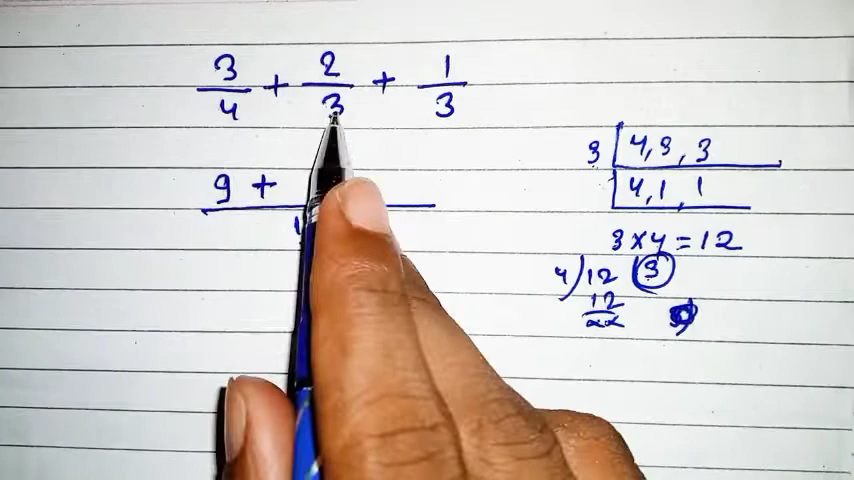 3/4 + 2/3 + 1/3
9 +
3 | 4, 3, 3
4, 1, 1
3 x 4 = 12
4 ) 12 ( 3
12
xx